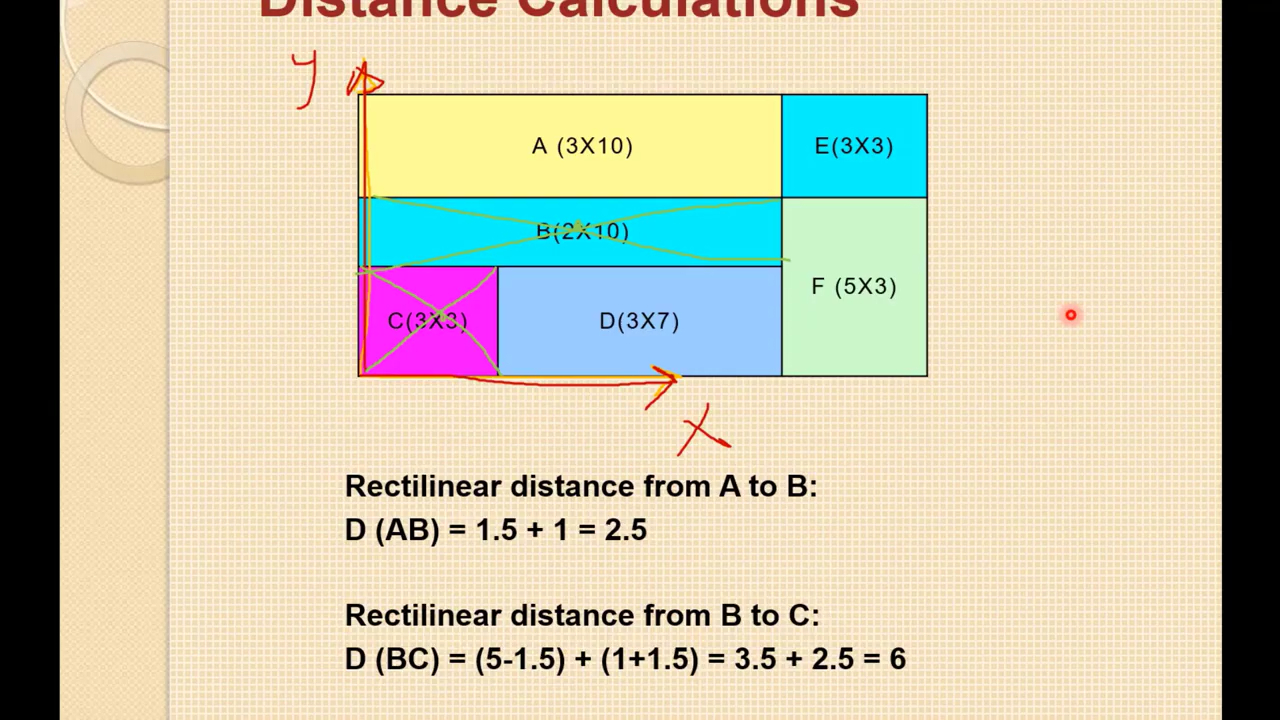 Distance Calculations
y
A (3X10)
E(3X3)
B(2X10)
F (5X3)
C(3X3)
D(3X7)
X
Rectilinear distance from A to B:
D (AB) = 1.5 + 1 = 2.5
Rectilinear distance from B to C:
D (BC) = (5-1.5) + (1+1.5) = 3.5 + 2.5 = 6